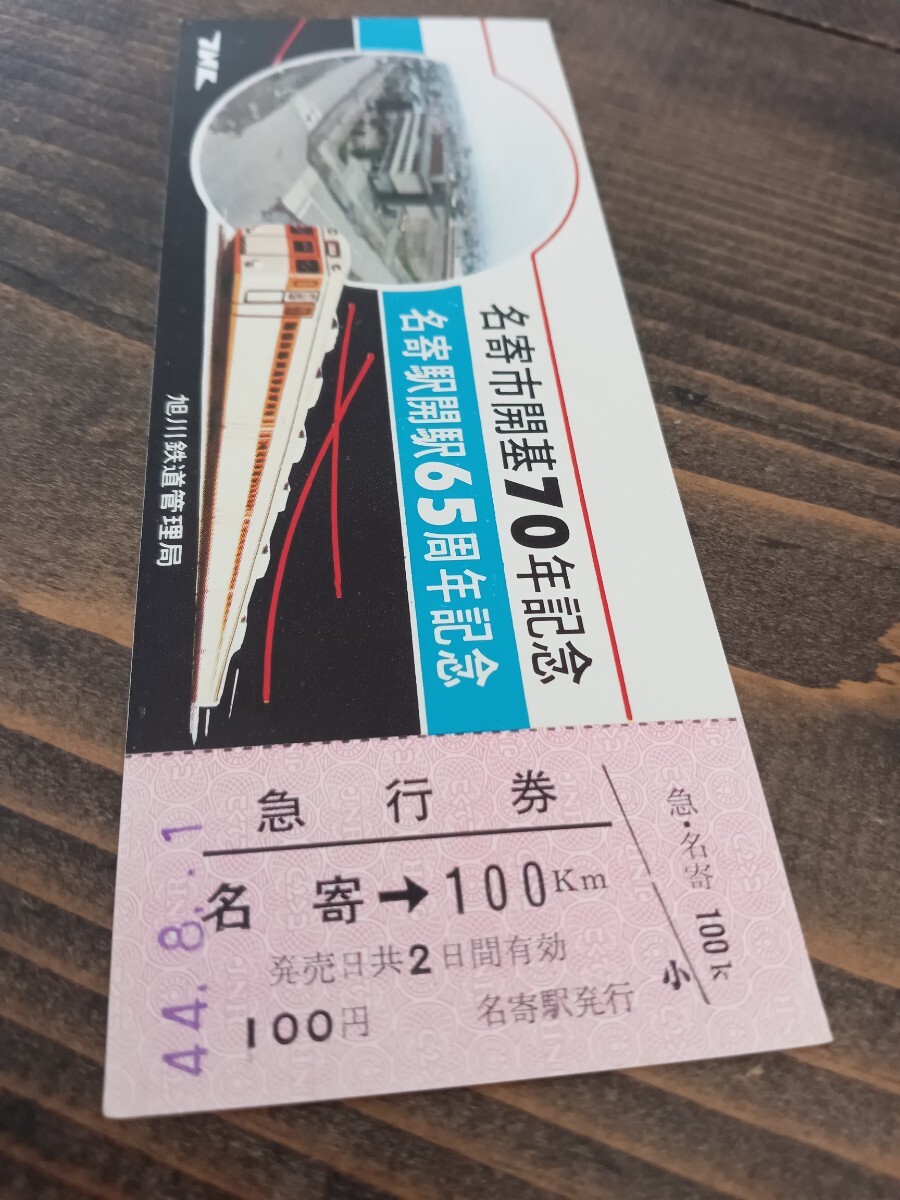 JNR
名寄市開基70年記念
名寄駅開駅65周年記念
旭川鉄道管理局
急行券
名寄➡100Km
発売日共2日間有効
100円
名寄駅発行
急・名寄 100k
小
44.8.-1